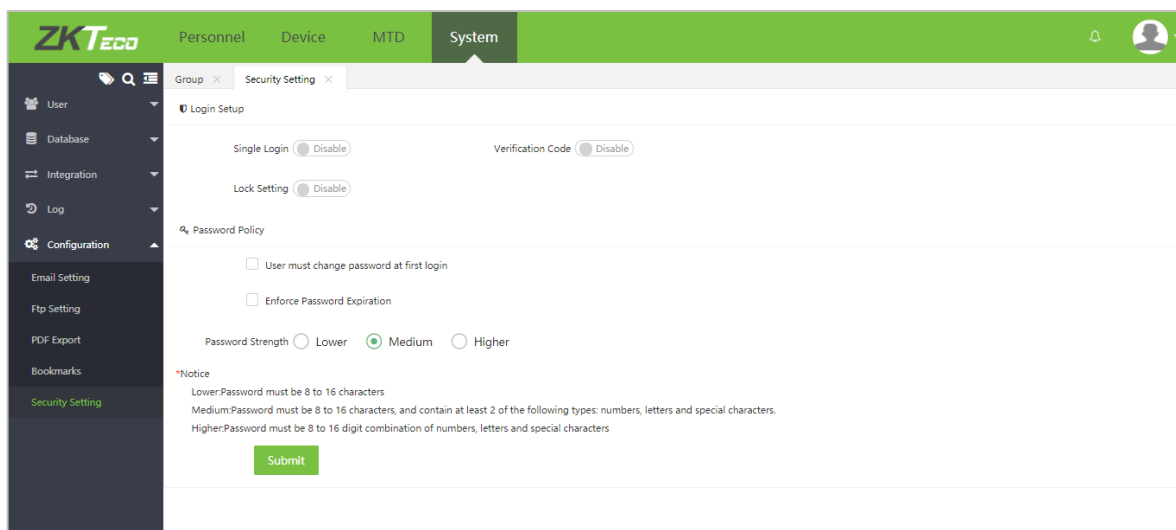 ZKTeco Personnel Device MTD System
Group × Security Setting ×
User
Login Setup
Database
Single Login Disable Verification Code Disable
Integration
Lock Setting Disable
Log
Password Policy
Configuration
User must change password at first login
Email Setting
Enforce Password Expiration
Ftp Setting
PDF Export
Password Strength Lower Medium Higher
Bookmarks
*Notice
Lower:Password must be 8 to 16 characters
Security Setting
Medium:Password must be 8 to 16 characters, and contain at least 2 of the following types: numbers, letters and special characters.
Higher:Password must be 8 to 16 digit combination of numbers, letters and special characters
Submit